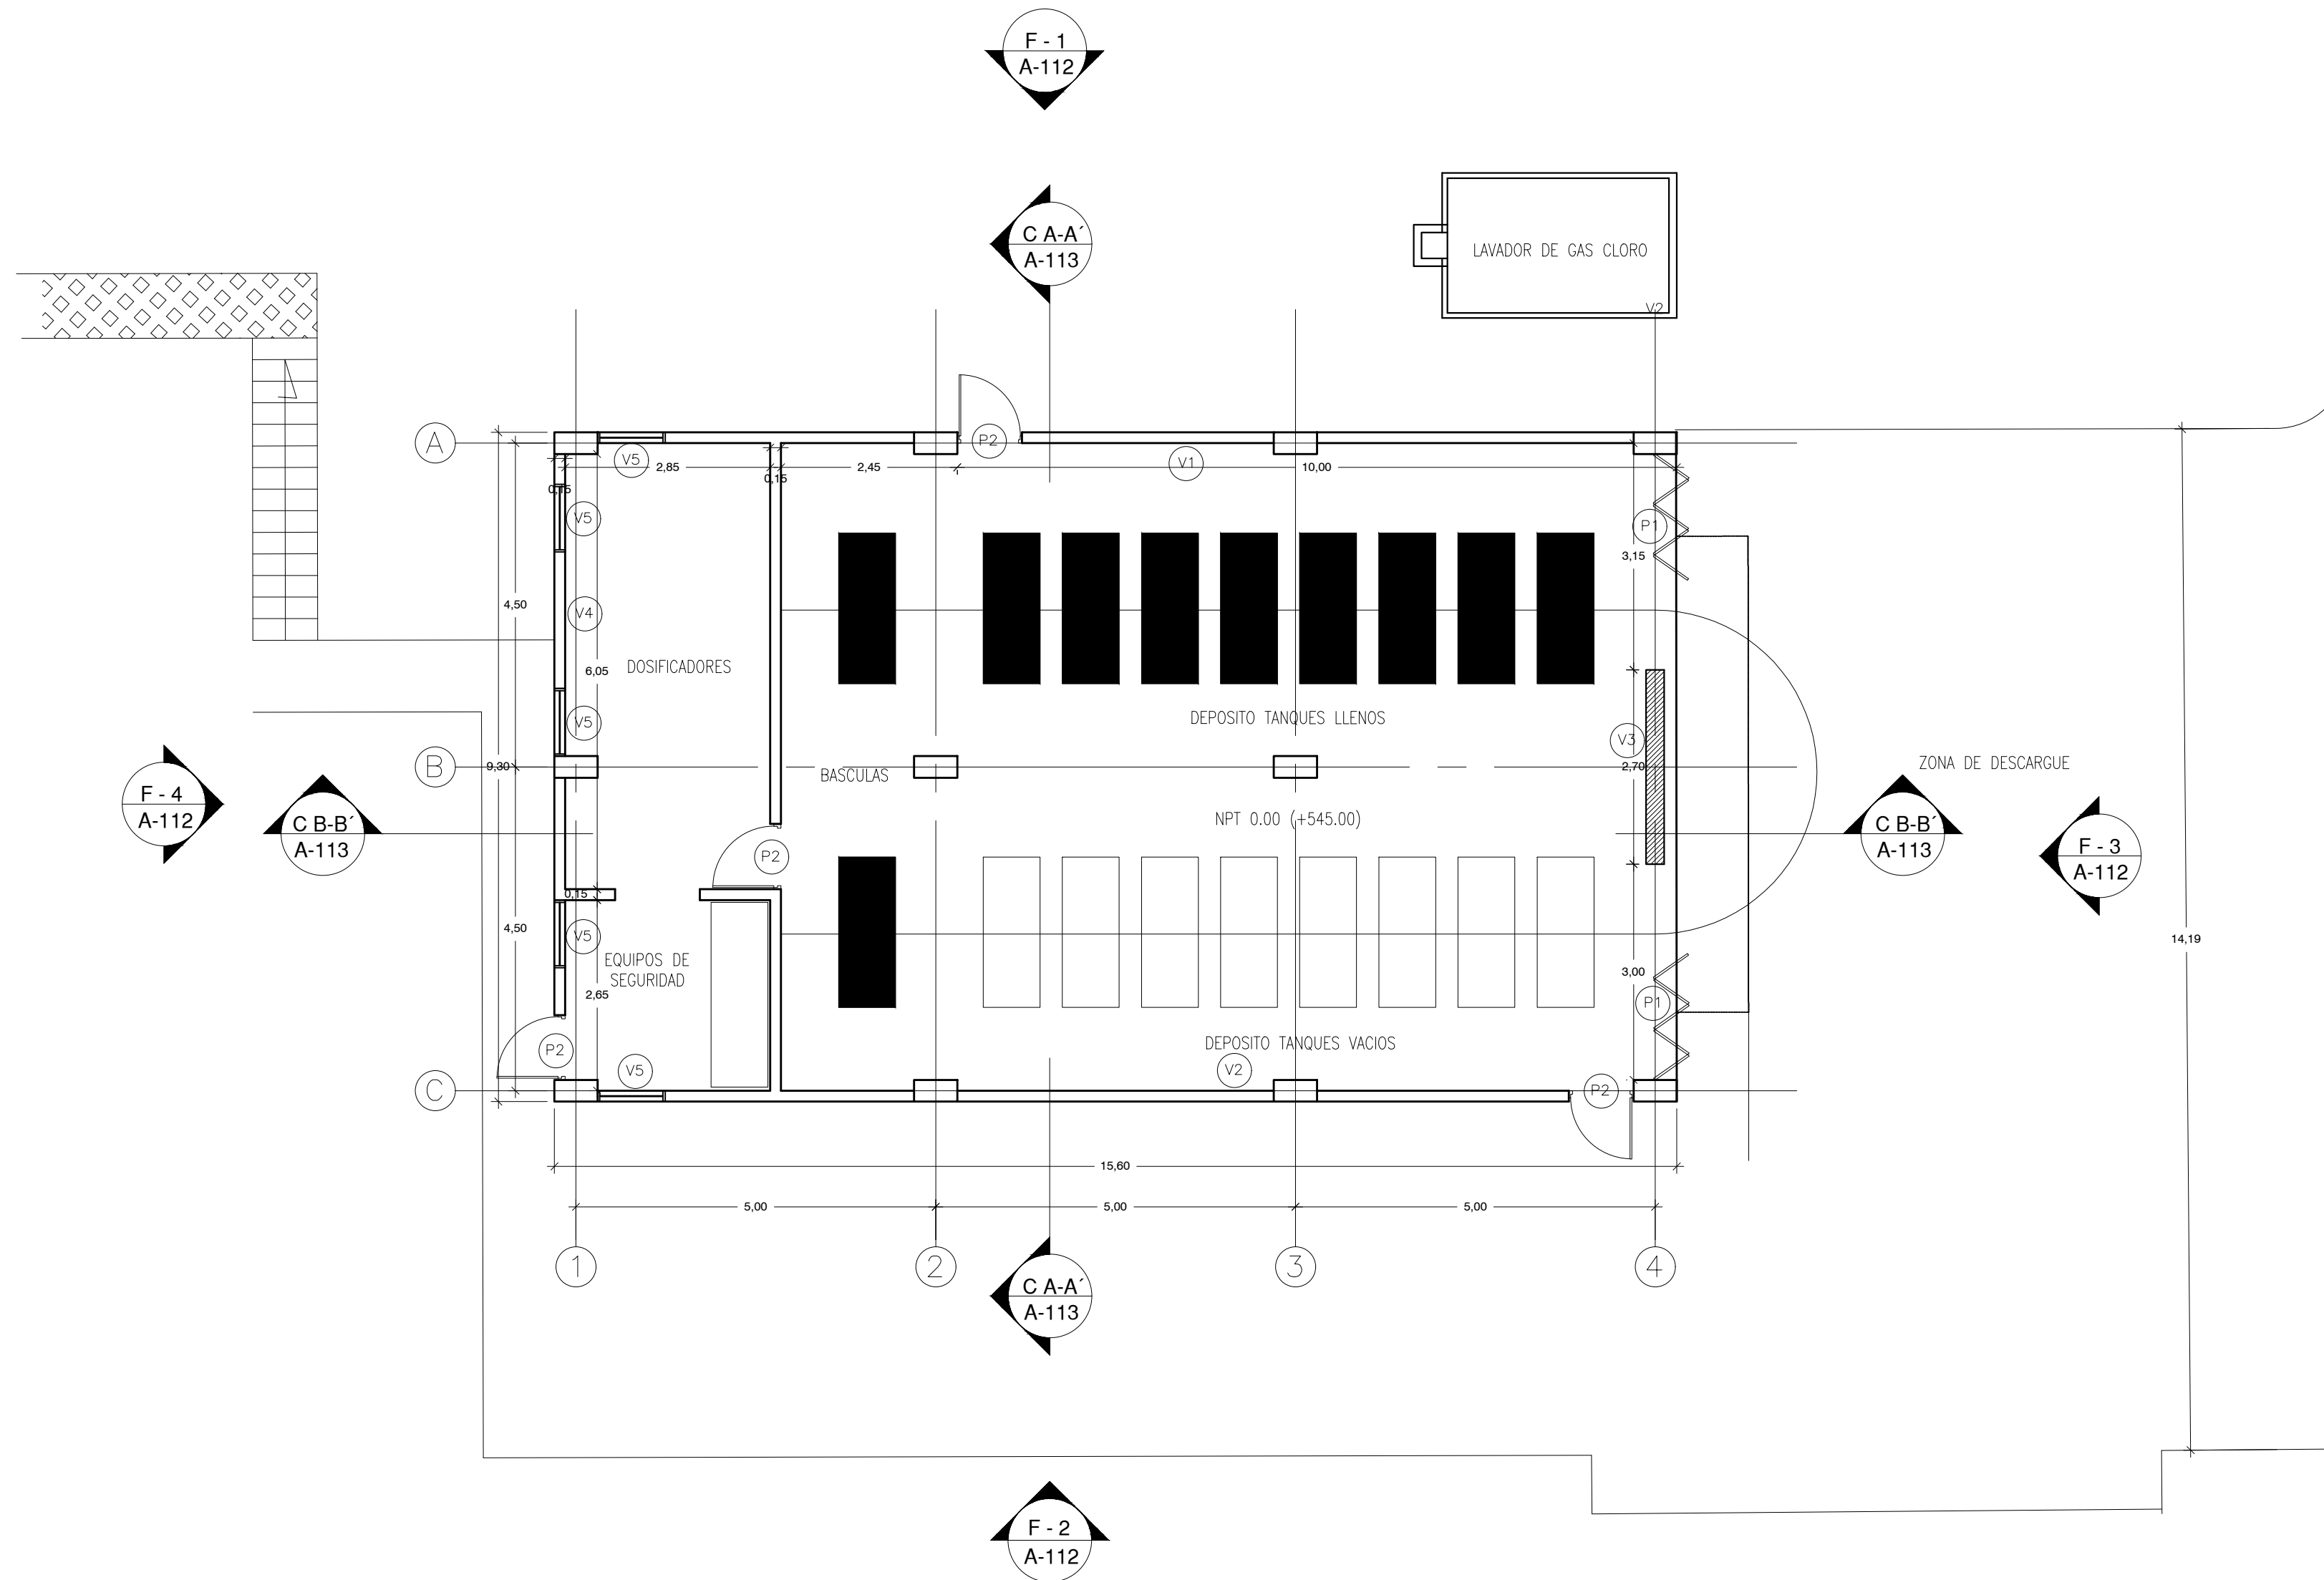 F - 1
A-112
C A-A´
A-113
LAVADOR DE GAS CLORO
V2
A
P2
V5
2,85
0,15
2,45
V1
10,00
0,15
V5
P1
3,15
4,50
V4
6,05
DOSIFICADORES
DEPOSITO TANQUES LLENOS
V5
V3
B
9,30
BASCULAS
2,70
ZONA DE DESCARGUE
F - 4
A-112
C B-B´
A-113
NPT 0.00 (+545.00)
C B-B´
A-113
F - 3
A-112
P2
0,15
4,50
V5
14,19
EQUIPOS DE
SEGURIDAD
3,00
2,65
P1
P2
DEPOSITO TANQUES VACIOS
V5
V2
C
P2
15,60
5,00
5,00
5,00
1
2
3
4
C A-A´
A-113
F - 2
A-112